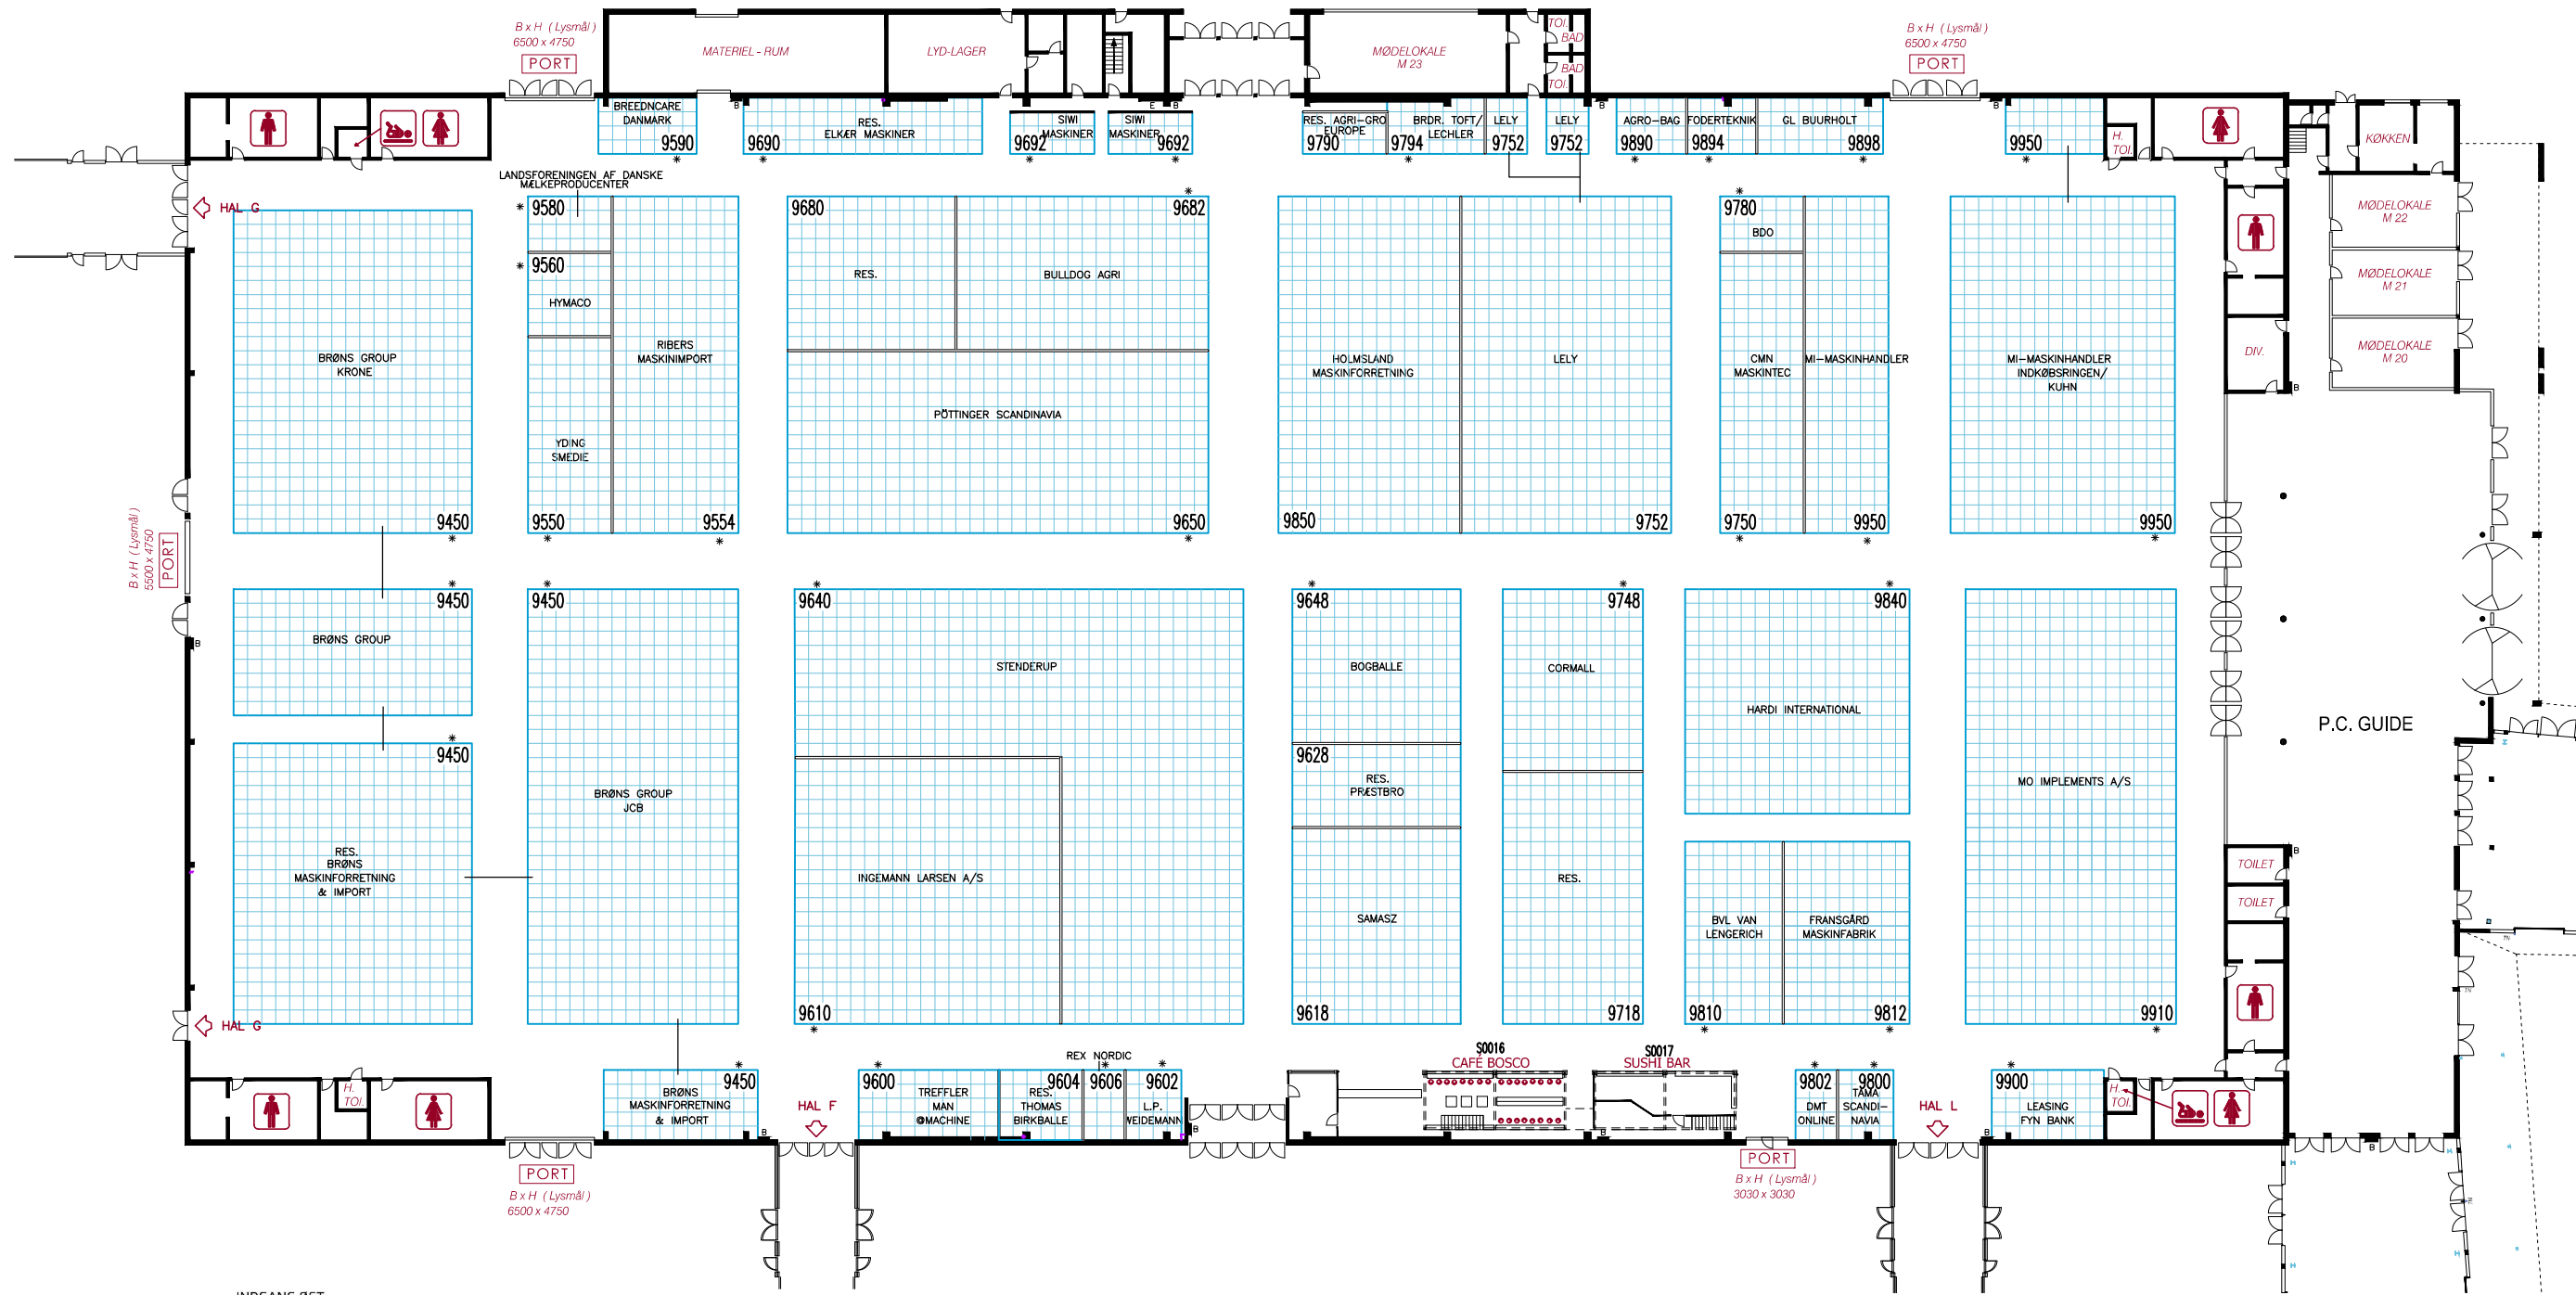 B x H ( Lysmål )
6500 x 4750
PORT
MATERIEL - RUM
LYD-LAGER
MØDELOKALE
M 23
TOI.
BAD
BAD
TOI.
B x H ( Lysmål )
6500 x 4750
PORT
BREEDNCARE
DANMARK
9590
B
RES.
ELKÆR MASKINER
9690
SIWI
MASKINER
9692
E
B
SIWI
MASKINER
9692
RES. AGRI-GRO
EUROPE
9790
BRDR. TOFT/
LECHLER
9794
LELY
9752
LELY
9752
B
AGRO-BAG
9890
FODERTEKNIK
9894
GL BUURHOLT
9898
B
9950
H.
TOI.
KØKKEN
LANDSFORENINGEN AF DANSKE
MÆLKEPRODUCENTER
HAL G
9580
9560
HYMACO
RIBERS
MASKINIMPORT
YDING
SMEDIE
9550
9554
BRØNS GROUP
KRONE
9450
9680
RES.
9682
BULLDOG AGRI
PÖTTINGER SCANDINAVIA
9650
HOLMSLAND
MASKINFORRETNING
9850
LELY
9752
9780
BDO
CMN
MASKINTEC
9750
MI-MASKINHANDLER
9950
MI-MASKINHANDLER
INDKØBSRINGEN/
KUHN
9950
DIV.
B
MØDELOKALE
M 22
MØDELOKALE
M 21
MØDELOKALE
M 20
B x H ( Lysmål )
5500 x 4750
PORT
B
9450
BRØNS GROUP
9450
RES.
BRØNS
MASKINFORRETNING
& IMPORT
9450
BRØNS GROUP
JCB
9640
STENDERUP
INGEMANN LARSEN A/S
9610
9648
BOGBALLE
9628
RES.
PRÆSTBRO
SAMASZ
9618
9748
CORMALL
RES.
9718
9840
HARDI INTERNATIONAL
BVL VAN
LENGERICH
9810
FRANSGÅRD
MASKINFABRIK
9812
MO IMPLEMENTS A/S
9910
P.C. GUIDE
B
TOILET
TOILET
HAL G
H.
TOI.
9450
BRØNS
MASKINFORRETNING
& IMPORT
B
HAL F
9600
TREFFLER
MAN
@MACHINE
REX NORDIC
9604
RES.
THOMAS
BIRKBALLE
9606
9602
L.P.
WEIDEMANN
B
S0016
CAFÉ BOSCO
S0017
SUSHI BAR
B
9802
DMT
ONLINE
9800
TAMA
SCANDI-
NAVIA
HAL L
B
9900
LEASING
FYN BANK
H.
TOI.
B
PORT
B x H ( Lysmål )
6500 x 4750
PORT
B x H ( Lysmål )
3030 x 3030